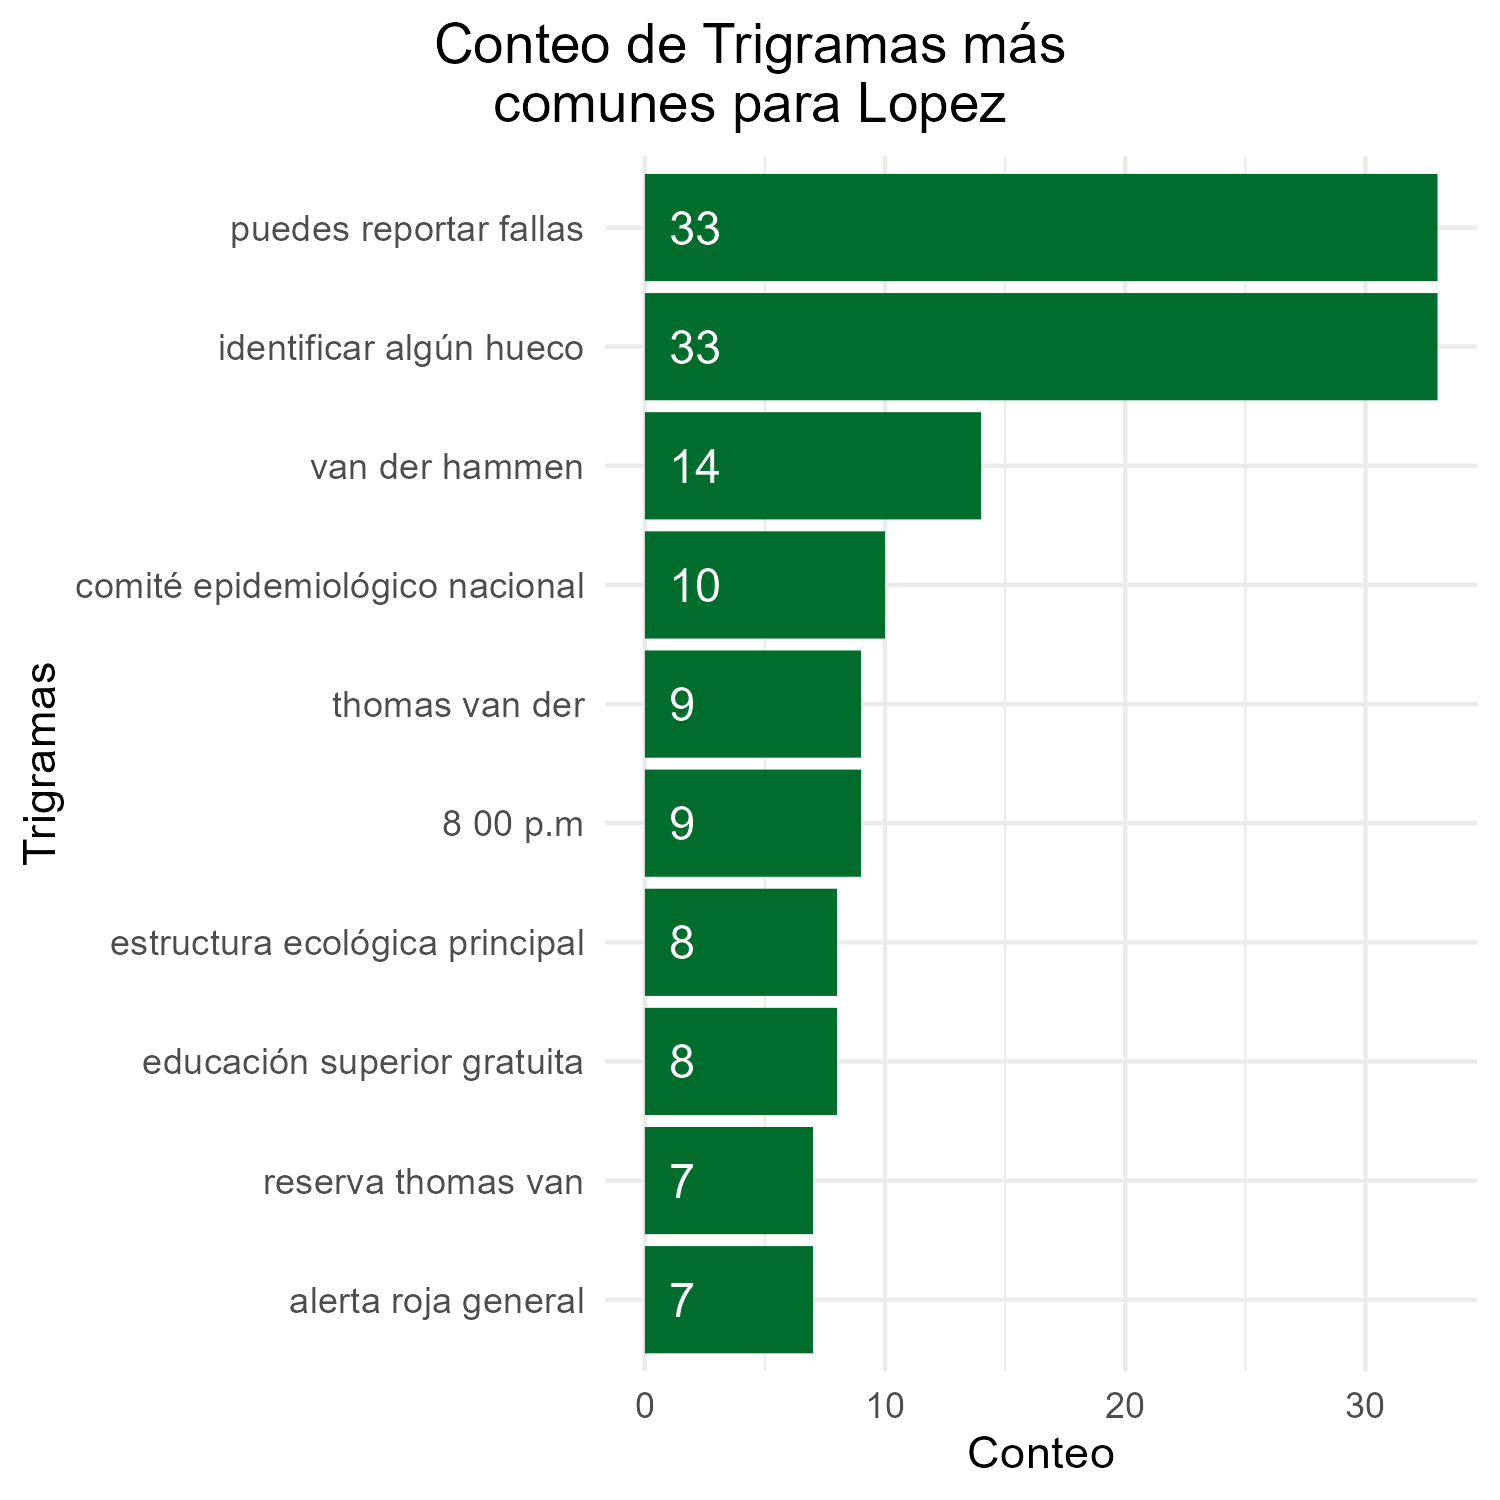 Conteo de Trigramas más
comunes para Lopez
Trigramas
puedes reportar fallas 33
identificar algún hueco 33
van der hammen 14
comité epidemiológico nacional 10
thomas van der 9
8 00 p.m 9
estructura ecológica principal 8
educación superior gratuita 8
reserva thomas van 7
alerta roja general 7
0 10 20 30
Conteo